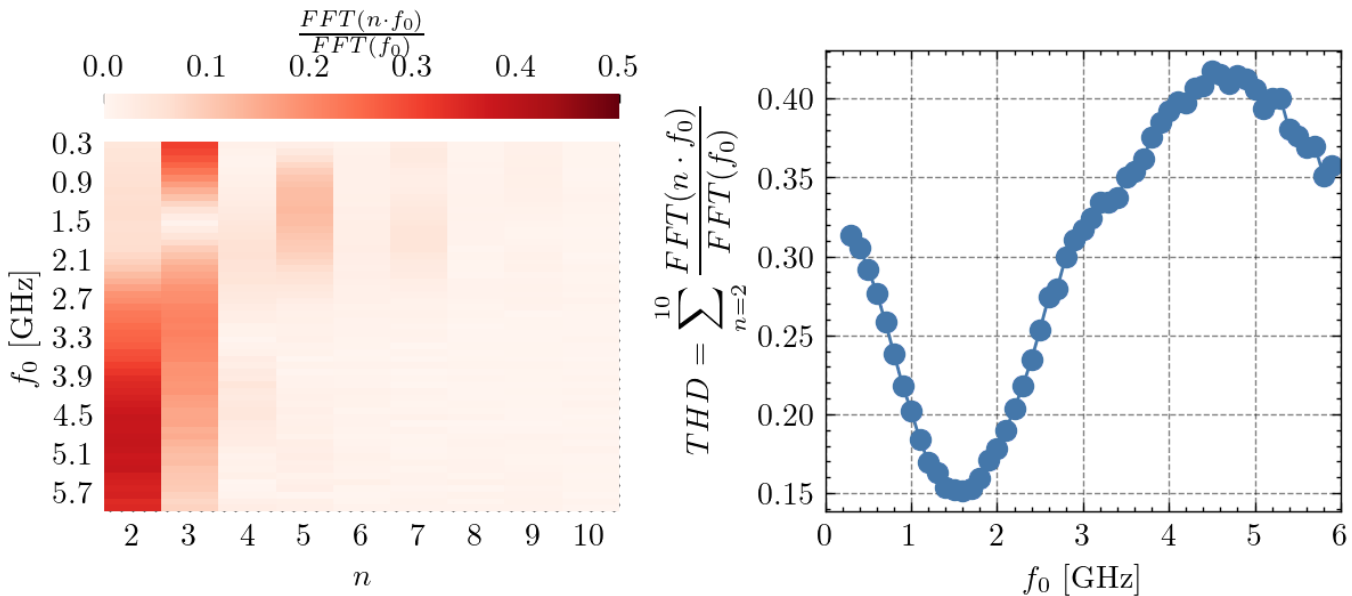 FFT(n·f₀)
FFT(f₀)
0.0 0.1 0.2 0.3 0.4 0.5
0.3
0.9
1.5
2.1
2.7
3.3
3.9
4.5
5.1
5.7
f₀ [GHz]
2 3 4 5 6 7 8 9 10
n
THD = ∑ₙ₌₂¹⁰ FFT(n · f₀) / FFT(f₀)
0.40
0.35
0.30
0.25
0.20
0.15
0 1 2 3 4 5 6
f₀ [GHz]